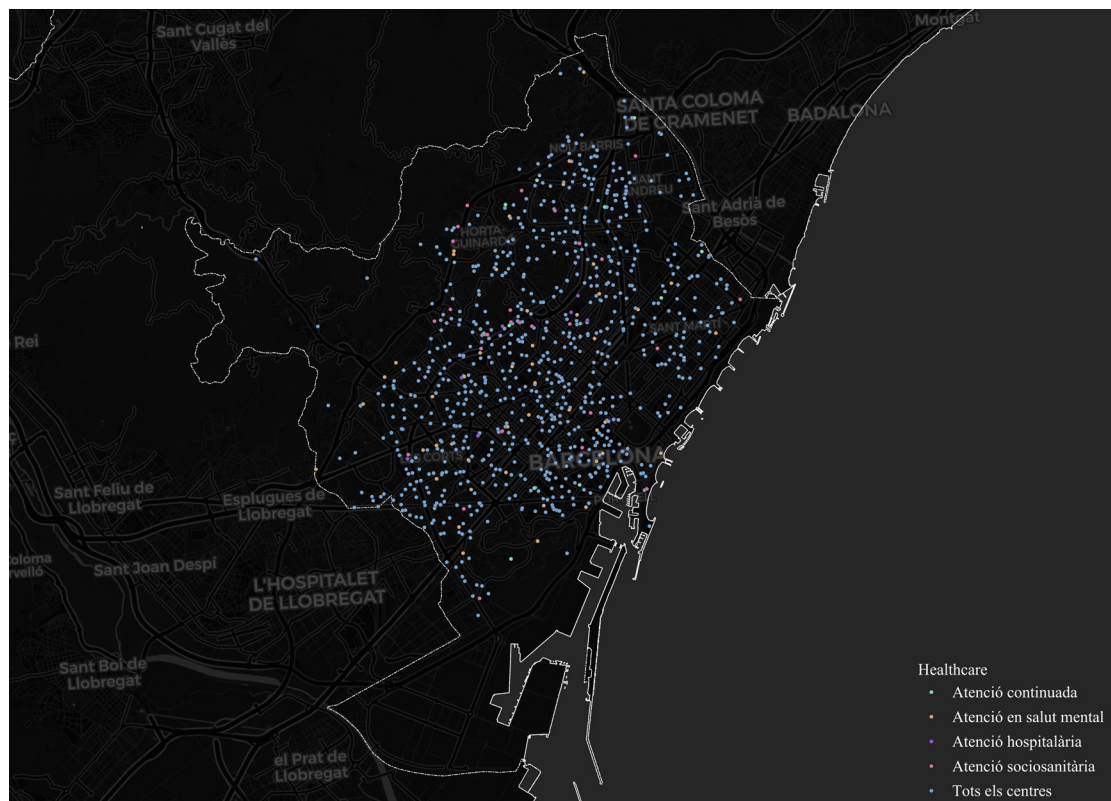 Montgat
Sant Cugat del
Vallès
SANTA COLOMA
DE GRAMENET
BADALONA
NOU BARRIS
SANT
ANDREU
Sant Adrià de
Besòs
HORTA-
GUINARDÓ
Rei
SANT MARTÍ
BARCELONA
LES CORTS
Sant Feliu de
Llobregat
Esplugues de
Llobregat
Sant Joan Despí
L'HOSPITALET
DE LLOBREGAT
Sant Boi de
Llobregat
el Prat de
Llobregat
Healthcare
Atenció continuada
Atenció en salut mental
Atenció hospitalària
Atenció sociosanitària
Tots els centres